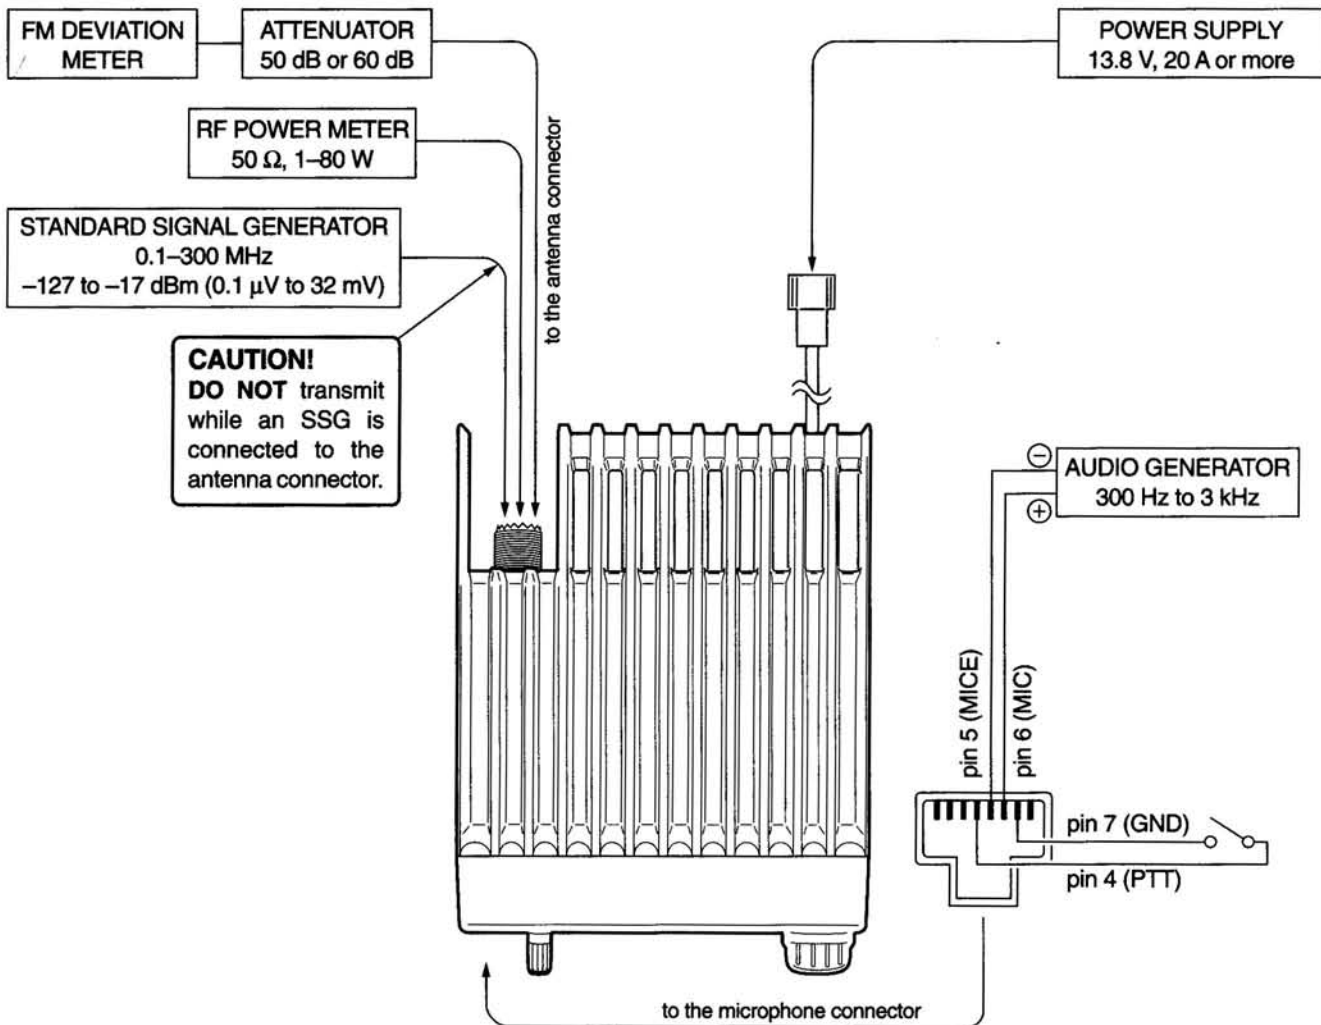 FM DEVIATION
METER
ATTENUATOR
50 dB or 60 dB
POWER SUPPLY
13.8 V, 20 A or more
RF POWER METER
50 Ω, 1–80 W
to the antenna connector
STANDARD SIGNAL GENERATOR
0.1–300 MHz
–127 to –17 dBm (0.1 µV to 32 mV)
CAUTION!
DO NOT transmit
while an SSG is
connected to the
antenna connector.
⊖
AUDIO GENERATOR
300 Hz to 3 kHz
⊕
pin 5 (MICE)
pin 6 (MIC)
pin 7 (GND)
pin 4 (PTT)
to the microphone connector